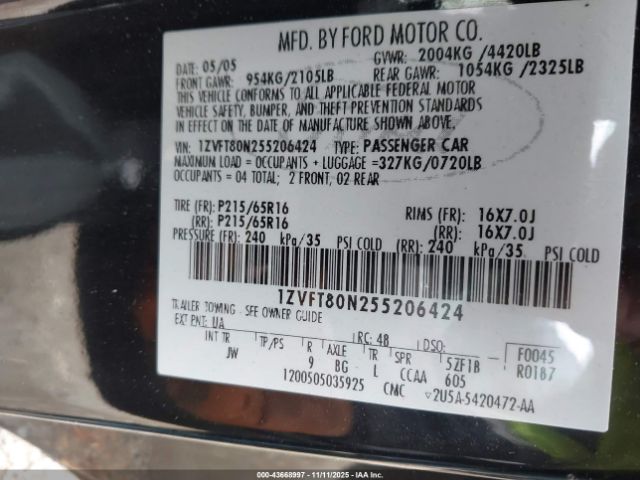 MFD. BY FORD MOTOR CO.
DATE: 05/05 GVWR: 2004KG /4420LB
FRONT GAWR: 954KG/2105LB REAR GAWR: 1054KG /2325LB
THIS VEHICLE CONFORMS TO ALL APPLICABLE FEDERAL MOTOR
VEHICLE SAFETY, BUMPER, AND THEFT PREVENTION STANDARDS
IN EFFECT ON THE DATE OF MANUFACTURE SHOWN ABOVE.
VIN: 1ZVFT80N255206424 TYPE: PASSENGER CAR
MAXIMUM LOAD = OCCUPANTS + LUGGAGE =327KG/0720LB
OCCUPANTS = 04 TOTAL; 2 FRONT, 02 REAR
TIRE (FR): P215/65R16 RIMS (FR): 16X7.0J
(RR): P215/65R16 (RR): 16X7.0J
PRESSURE (FR): 240 kPa/35 PSI COLD (RR): 240 kPa/35 PSI COLD
1ZVFT80N255206424
TRAILER TOWING - SEE OWNER GUIDE
EXT PNT: UA RC: 48 DSO: F0045
INT TR TP/PS R AXLE TR SPR 5ZF1B R0187
JW 9 BG L CCAA 605
1200505035925 CMC ▽2U5A-5420472-AA
© IAA Inc. 000-43668997 - 11/11/2025 - IAAI.COM